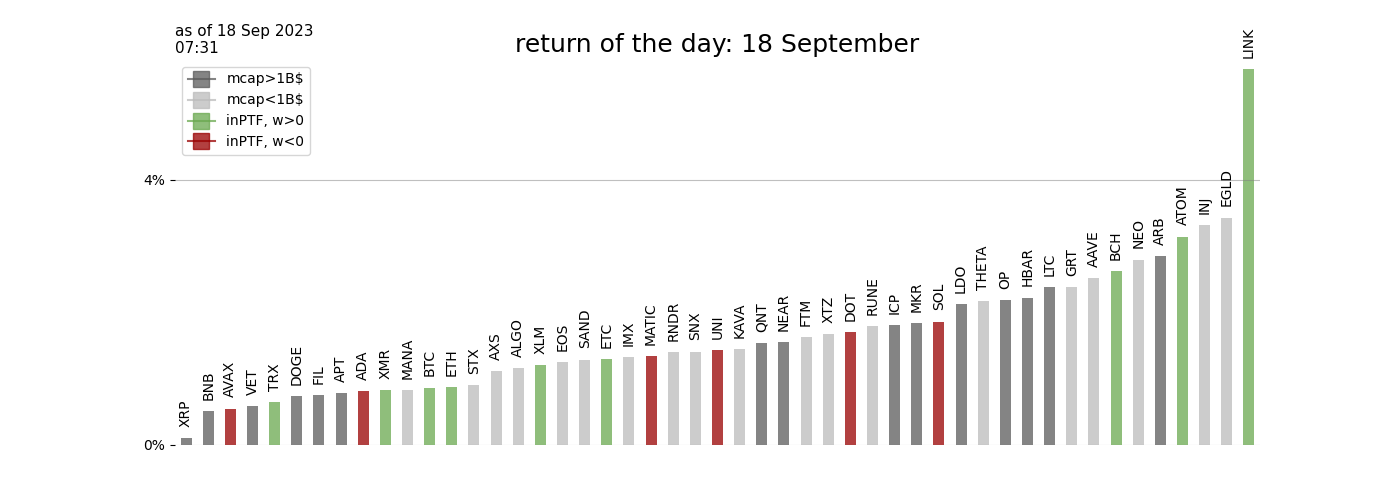 as of 18 Sep 2023
07:31
return of the day: 18 September
mcap>1B$
mcap<1B$
inPTF, w>0
inPTF, w<0
4%
0%
XRP
BNB
AVAX
VET
TRX
DOGE
FIL
APT
ADA
XMR
MANA
BTC
ETH
STX
AXS
ALGO
XLM
EOS
SAND
ETC
IMX
MATIC
RNDR
SNX
UNI
KAVA
QNT
NEAR
FTM
XTZ
DOT
RUNE
ICP
MKR
SOL
LDO
THETA
OP
HBAR
LTC
GRT
AAVE
BCH
NEO
ARB
ATOM
INJ
EGLD
LINK